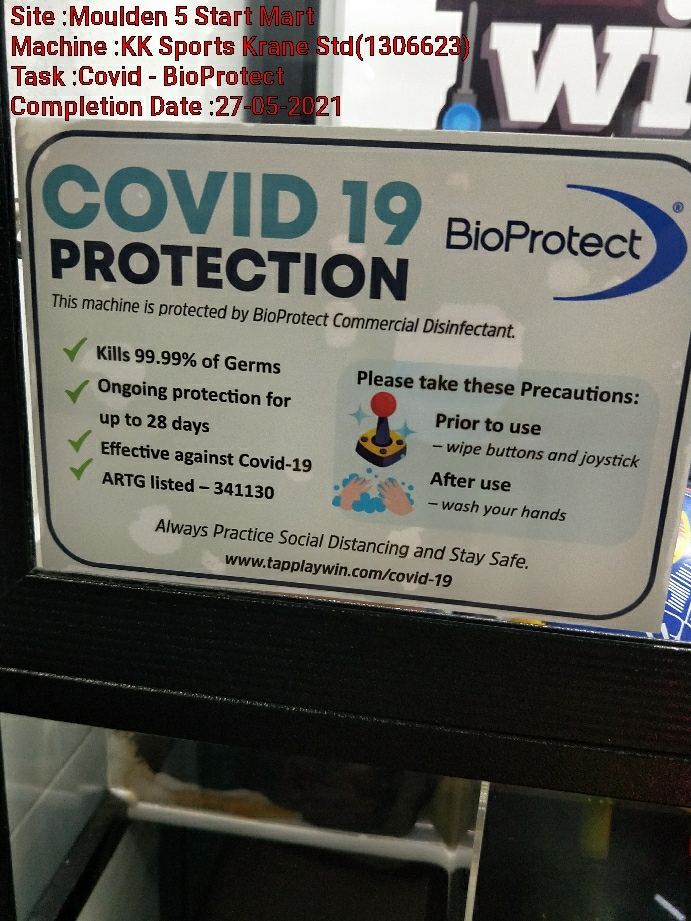 Site :Moulden 5 Start Mart
Machine :KK Sports Krane Std(1306623)
Task :Covid - BioProtect
Completion Date :27-05-2021
COVID 19
PROTECTION
BioProtect®
This machine is protected by BioProtect Commercial Disinfectant.
Kills 99.99% of Germs
Ongoing protection for
up to 28 days
Effective against Covid-19
ARTG listed – 341130
Please take these Precautions:
Prior to use
– wipe buttons and joystick
After use
– wash your hands
Always Practice Social Distancing and Stay Safe.
www.tapplaywin.com/covid-19